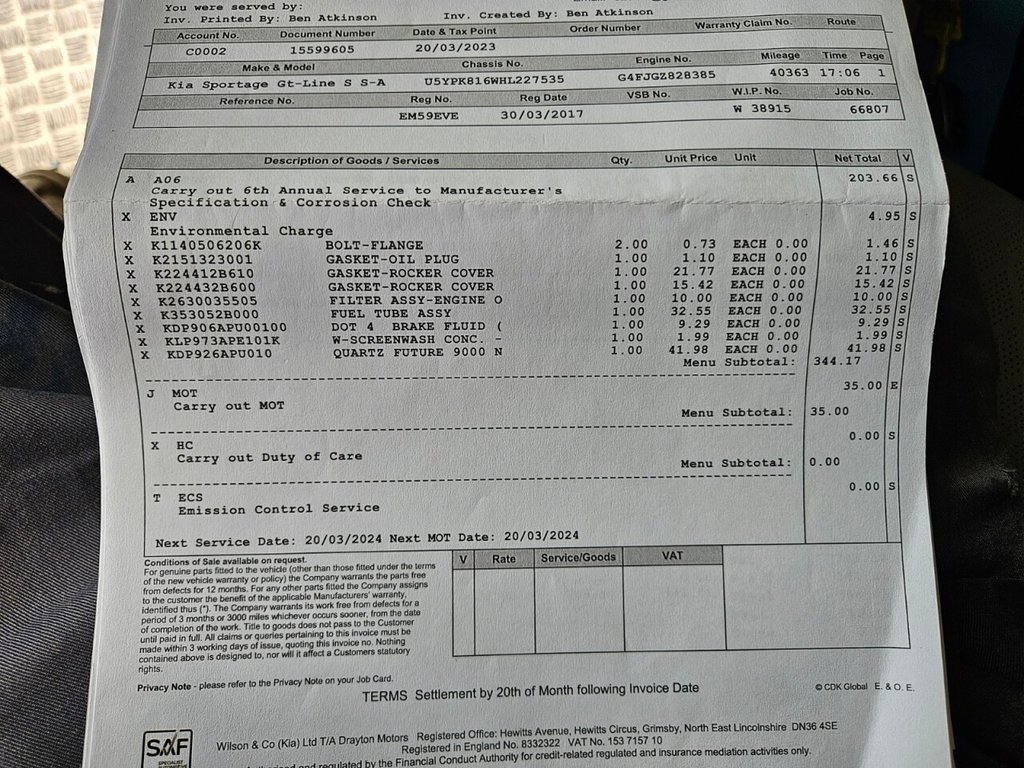 You were served by:
Inv. Printed By: Ben Atkinson Inv. Created By: Ben Atkinson
Account No. Document Number Date & Tax Point Order Number Warranty Claim No. Route
C0002 15599605 20/03/2023
Make & Model Chassis No. Engine No. Mileage Time Page
Kia Sportage Gt-Line S S-A U5YPK816WHL227535 G4FJGZ828385 40363 17:06 1
Reference No. Reg No. Reg Date VSB No. W.I.P. No. Job No.
EM59EVE 30/03/2017 W 38915 66807
Description of Goods / Services Qty. Unit Price Unit Net Total V
A A06 203.66 S
Carry out 6th Annual Service to Manufacturer's
Specification & Corrosion Check
X ENV 4.95 S
Environmental Charge
X K1140506206K BOLT-FLANGE 2.00 0.73 EACH 0.00 1.46 S
X K2151323001 GASKET-OIL PLUG 1.00 1.10 EACH 0.00 1.10 S
X K224412B610 GASKET-ROCKER COVER 1.00 21.77 EACH 0.00 21.77 S
X K224432B600 GASKET-ROCKER COVER 1.00 15.42 EACH 0.00 15.42 S
X K2630035505 FILTER ASSY-ENGINE O 1.00 10.00 EACH 0.00 10.00 S
X K353052B000 FUEL TUBE ASSY 1.00 32.55 EACH 0.00 32.55 S
X KDP906APU00100 DOT 4 BRAKE FLUID ( 1.00 9.29 EACH 0.00 9.29 S
X KLP973APE101K W-SCREENWASH CONC. - 1.00 1.99 EACH 0.00 1.99 S
X KDP926APU010 QUARTZ FUTURE 9000 N 1.00 41.98 EACH 0.00 41.98 S
Menu Subtotal: 344.17
J MOT 35.00 E
Carry out MOT
Menu Subtotal: 35.00
X HC 0.00 S
Carry out Duty of Care
Menu Subtotal: 0.00
T ECS 0.00 S
Emission Control Service
Next Service Date: 20/03/2024 Next MOT Date: 20/03/2024
V Rate Service/Goods VAT
Conditions of Sale available on request.
For genuine parts fitted to the vehicle (other than those fitted under the terms
of the new vehicle warranty or policy) the Company warrants the parts free
from defects for 12 months. For any other parts fitted the Company assigns
to the customer the benefit of the applicable Manufacturers' warranty,
identified thus (*). The Company warrants its work free from defects for a
period of 3 months or 3000 miles whichever occurs sooner, from the date
of completion of the work. Title to goods does not pass to the Customer
until paid in full. All claims or queries pertaining to this invoice must be
made within 3 working days of issue, quoting this invoice no. Nothing
contained above is designed to, nor will it affect a Customers statutory
rights.
Privacy Note - please refer to the Privacy Note on your Job Card.
TERMS Settlement by 20th of Month following Invoice Date
© CDK Global E. & O. E.
SAF
Wilson & Co (Kia) Ltd T/A Drayton Motors Registered Office: Hewitts Avenue, Hewitts Circus, Grimsby, North East Lincolnshire DN36 4SE
Registered in England No. 8332322 VAT No. 153 7157 10
and regulated by the Financial Conduct Authority for credit-related regulated and insurance mediation activities only.